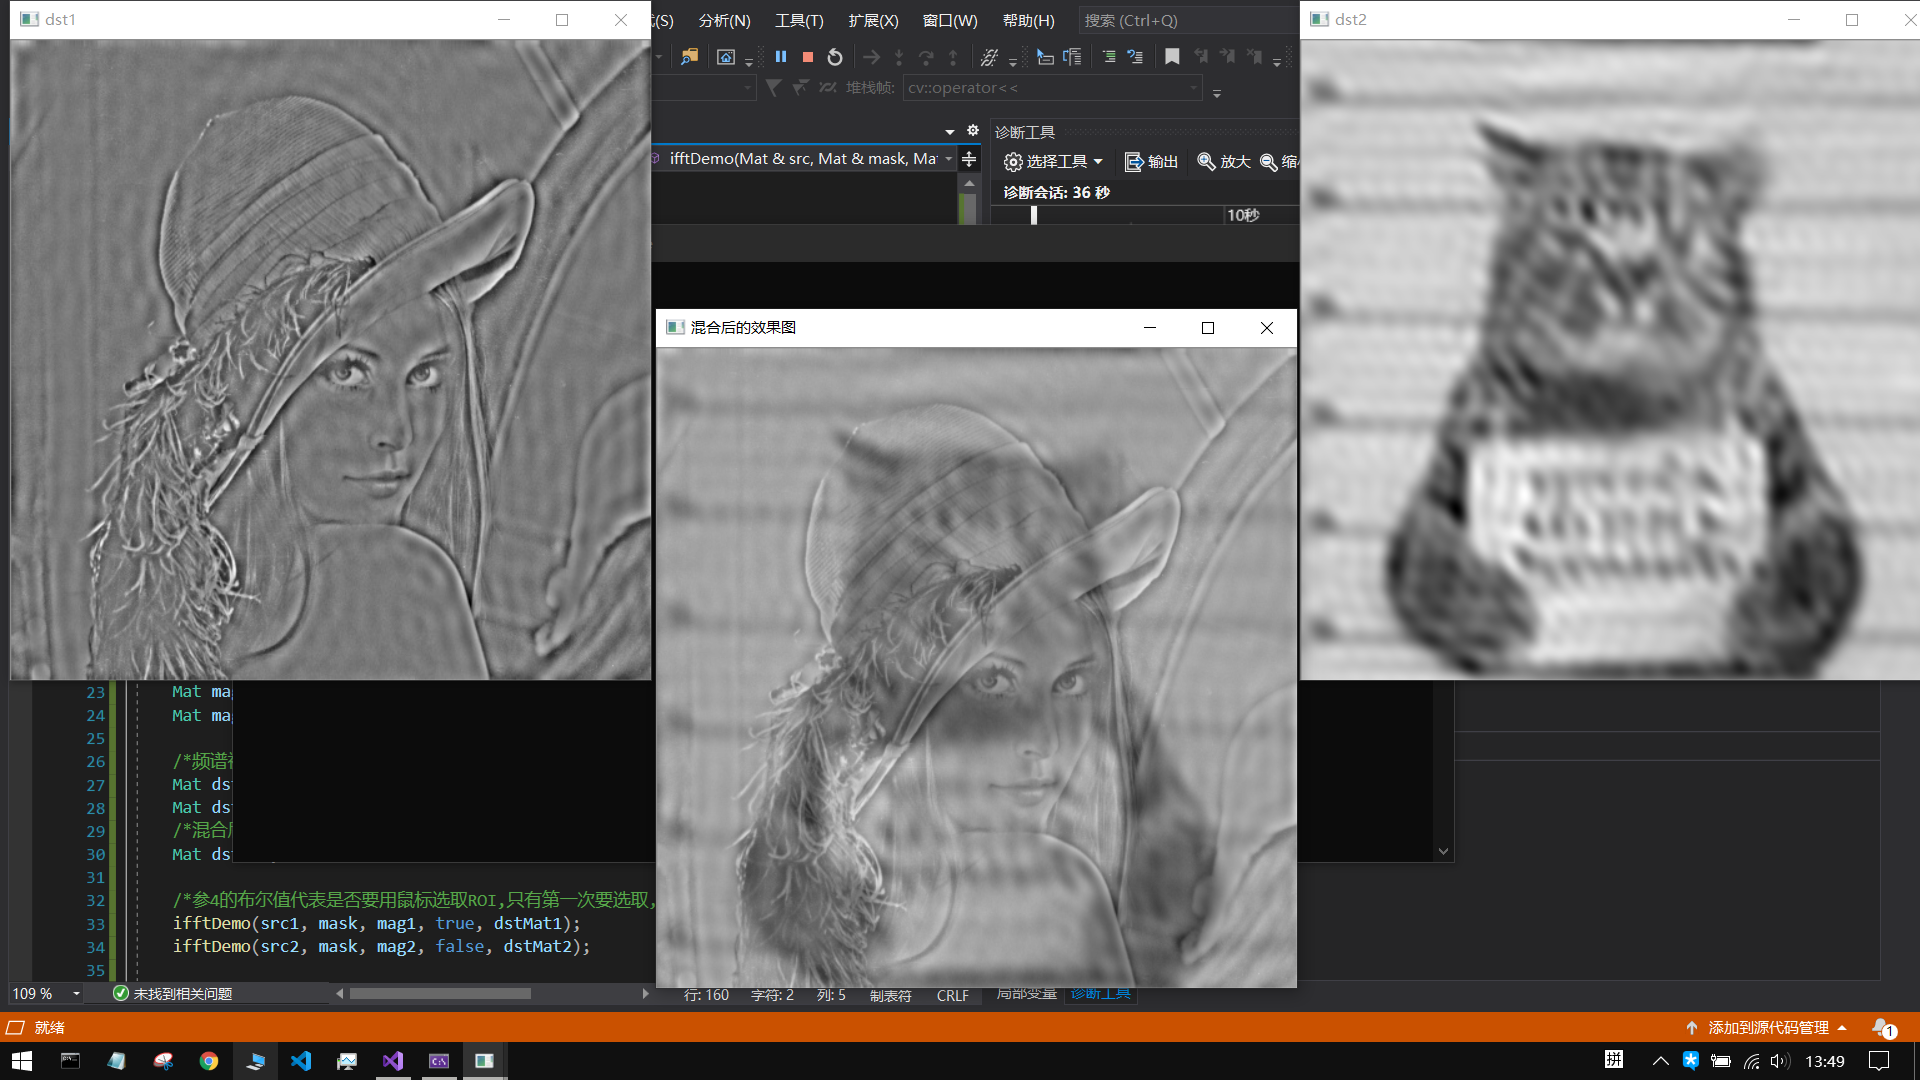 dst1
式(S) 分析(N) 工具(T) 扩展(X) 窗口(W) 帮助(H) 搜索 (Ctrl+Q)
dst2
堆栈帧: cv::operator<<
诊断工具
ifftDemo(Mat & src, Mat & mask, Ma
选择工具 输出 放大 缩小
诊断会话: 36 秒
10秒
混合后的效果图
23 Mat ma
24 Mat ma
25
26 /*频谱
27 Mat ds
28 Mat ds
29 /*混合
30 Mat ds
31
32 /*参4的布尔值代表是否要用鼠标选取ROI,只有第一次要选取,
33 ifftDemo(src1, mask, mag1, true, dstMat1);
34 ifftDemo(src2, mask, mag2, false, dstMat2);
35
109 % 未找到相关问题 行: 160 字符: 2 列: 5 制表符 CRLF 局部变量 诊断工具
就绪 添加到源代码管理 1
拼 13:49